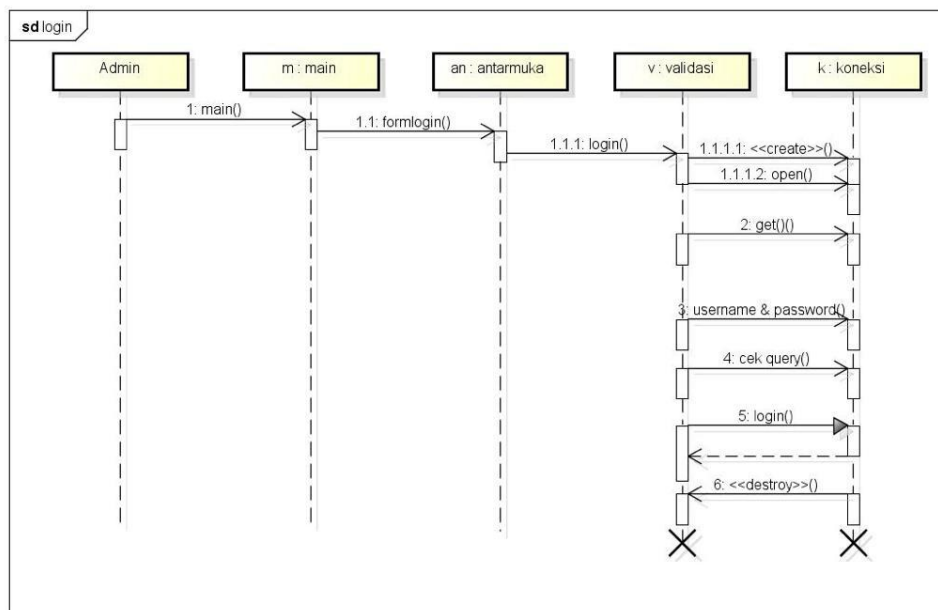 sd login
Admin
m : main
an : antarmuka
v : validasi
k : koneksi
1: main()
1.1: formlogin()
1.1.1: login()
1.1.1.1: <<create>>()
1.1.1.2: open()
2: get()()
3: username & password()
4: cek query()
5: login()
6: <<destroy>>()